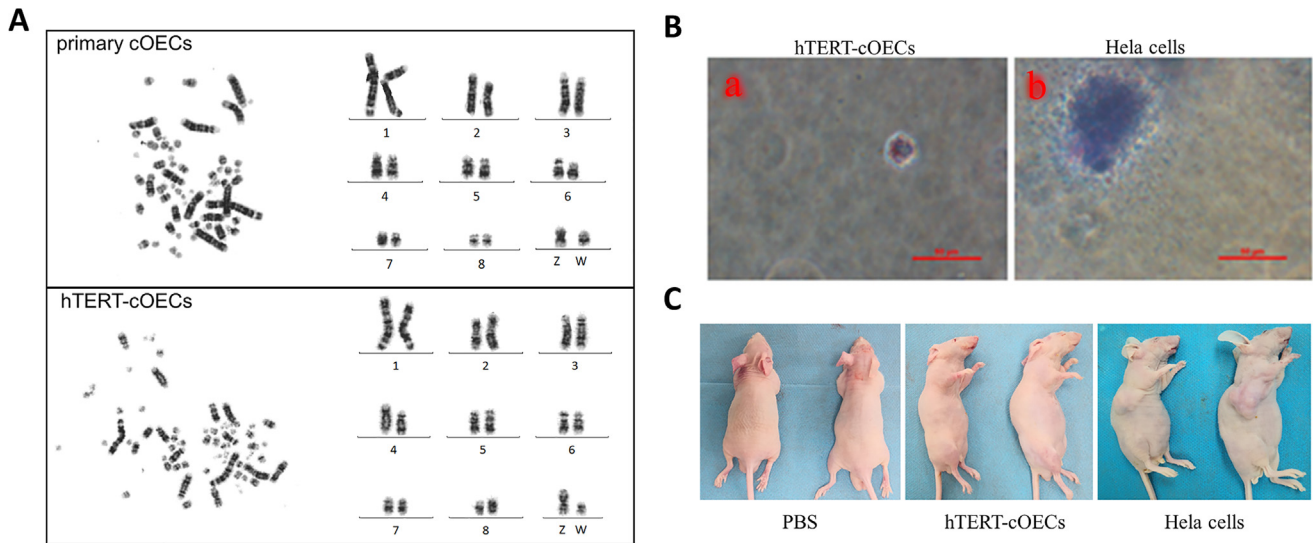 A
primary cOECs
1
2
3
4
5
6
7
8
Z W
hTERT-cOECs
1
2
3
4
5
6
7
8
Z W
B
hTERT-cOECs
Hela cells
a
b
C
PBS
hTERT-cOECs
Hela cells